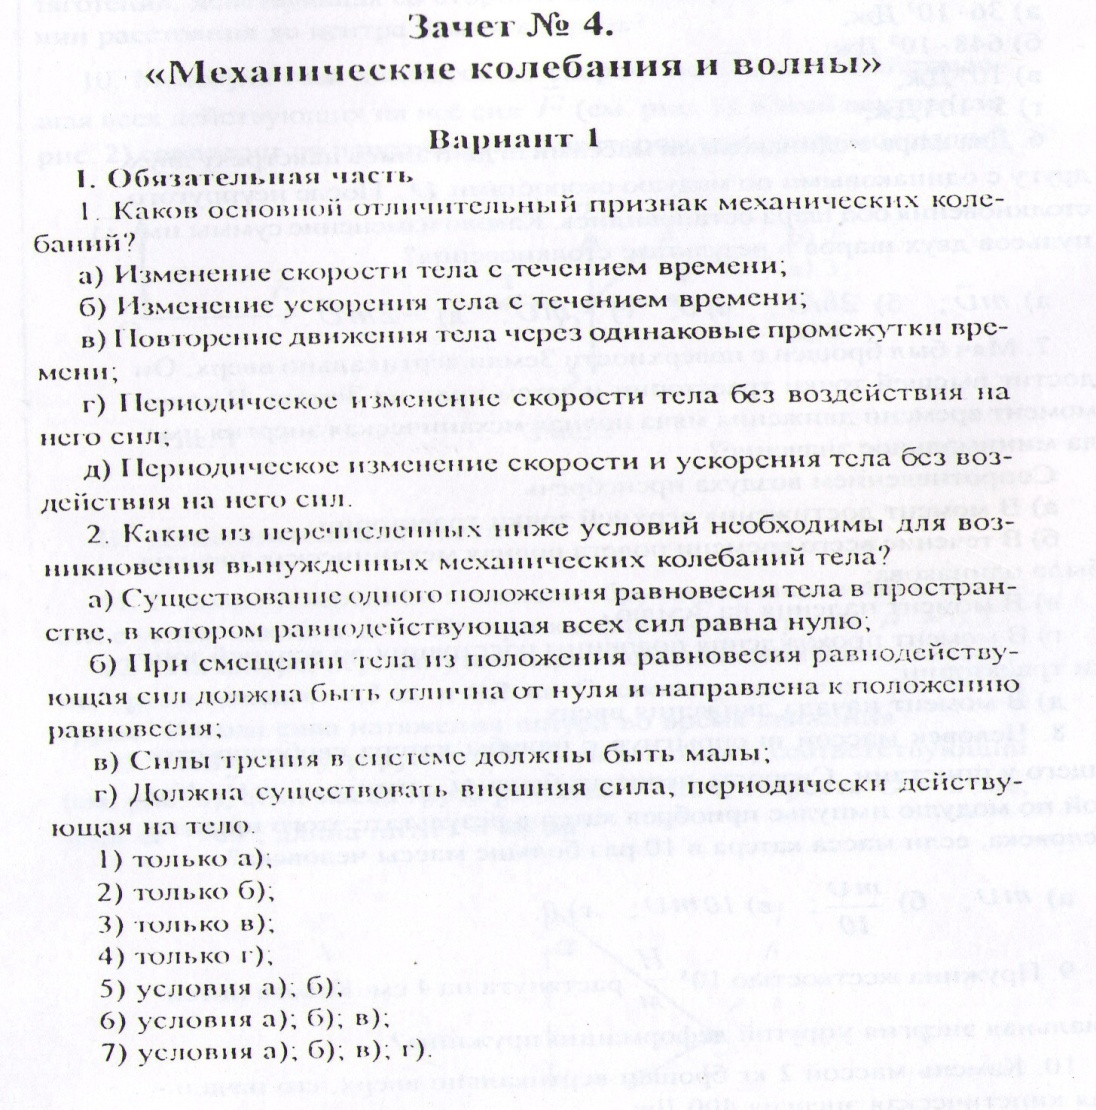 Зачет № 4.
«Механические колебания и волны»
Вариант 1
I. Обязательная часть
1. Каков основной отличительный признак механических коле-
баний?
а) Изменение скорости тела с течением времени;
б) Изменение ускорения тела с течением времени;
в) Повторение движения тела через одинаковые промежутки вре-
мени;
г) Периодическое изменение скорости тела без воздействия на
него сил;
д) Периодическое изменение скорости и ускорения тела без воз-
действия на него сил.
2. Какие из перечисленных ниже условий необходимы для воз-
никновения вынужденных механических колебаний тела?
а) Существование одного положения равновесия тела в простран-
стве, в котором равнодействующая всех сил равна нулю;
б) При смещении тела из положения равновесия равнодейству-
ющая сил должна быть отлична от нуля и направлена к положению
равновесия;
в) Силы трения в системе должны быть малы;
г) Должна существовать внешняя сила, периодически действу-
ющая на тело.
1) только а);
2) только б);
3) только в);
4) только г);
5) условия а); б);
6) условия а); б); в);
7) условия а); б); в), г).